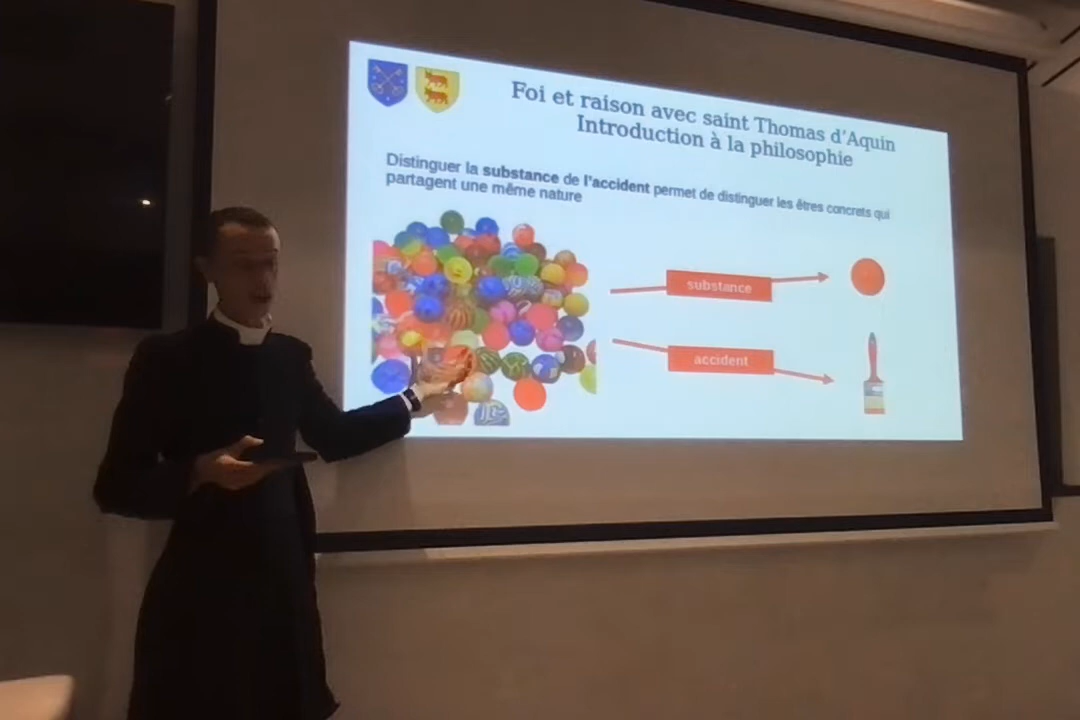 Foi et raison avec saint Thomas d'Aquin
Introduction à la philosophie
Distinguer la substance de l'accident permet de distinguer les êtres concrets qui
partagent une même nature
substance
accident